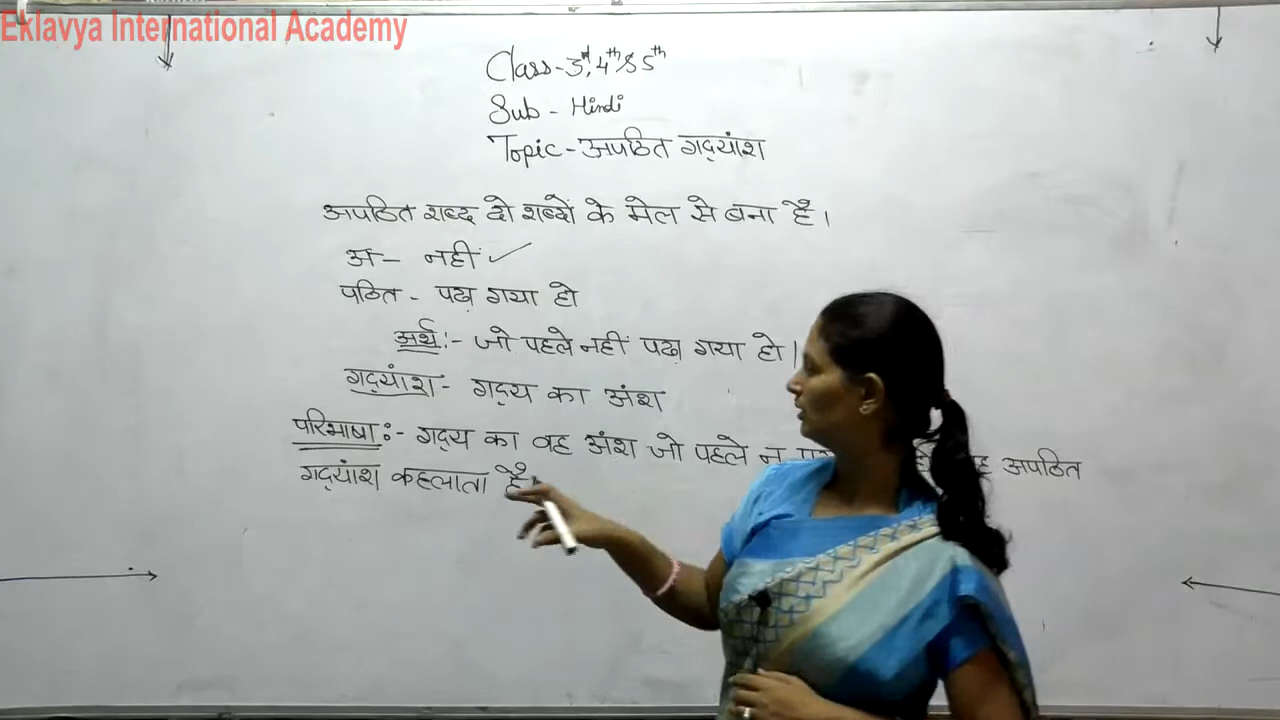 Eklavya International Academy
Class-3rd, 4th & 5th
Sub - Hindi
Topic - अपठित गद्यांश
अपठित शब्द दो शब्दों के मेल से बना है।
अ- नहीं ✓
पठित - पढा़ गया हो
अर्थ :- जो पहले नहीं पढा़ गया हो।
गद्यांश - गद्य का अंश
परिभाषा :- गद्य का वह अंश जो पहले न अपठित
गद्यांश कहलाता है।